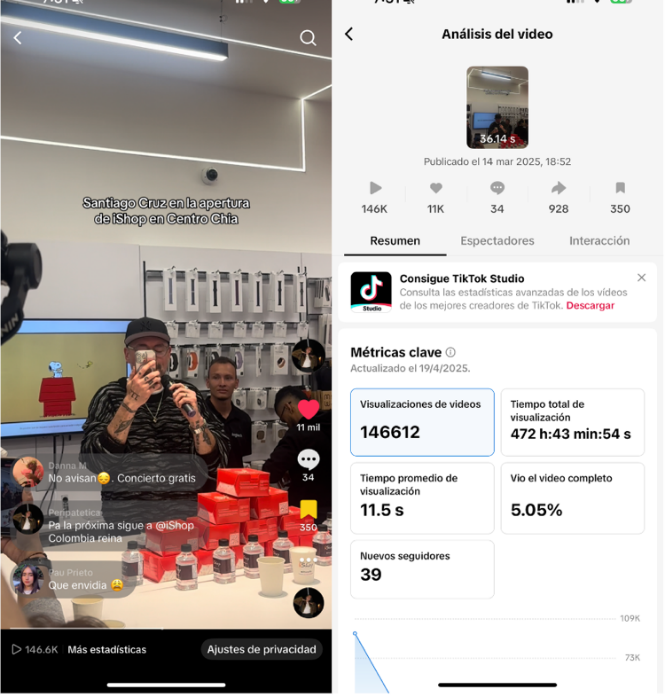 Santiago Cruz en la apertura
de iShop en Centro Chia
11 mil
Danna M
No avisan😔. Concierto gratis
34
Peripatetica
Pa la próxima sigue a @iShop
Colombia reina
350
Pau Prieto
Que envidia 😩
146.6K Más estadísticas Ajustes de privacidad
Análisis del video
36.14 s
Publicado el 14 mar 2025, 18:52
146K 11K 34 928 350
Resumen Espectadores Interacción
Consigue TikTok Studio
Consulta las estadísticas avanzadas de los vídeos
de los mejores creadores de TikTok. Descargar
Studio
Métricas clave
Actualizado el 19/4/2025.
Visualizaciones de videos
146612
Tiempo total de
visualización
472 h:43 min:54 s
Tiempo promedio de
visualización
11.5 s
Vio el video completo
5.05%
Nuevos seguidores
39
109K
73K